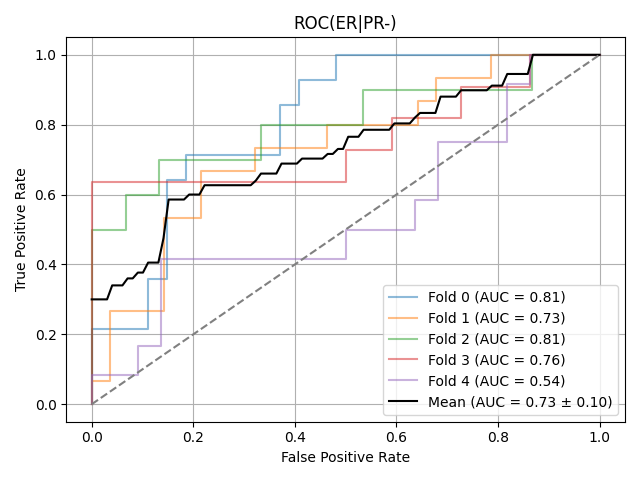 ROC(ER|PR-)
True Positive Rate
1.0
0.8
0.6
0.4
0.2
0.0
Fold 0 (AUC = 0.81)
Fold 1 (AUC = 0.73)
Fold 2 (AUC = 0.81)
Fold 3 (AUC = 0.76)
Fold 4 (AUC = 0.54)
Mean (AUC = 0.73 ± 0.10)
0.0 0.2 0.4 0.6 0.8 1.0
False Positive Rate